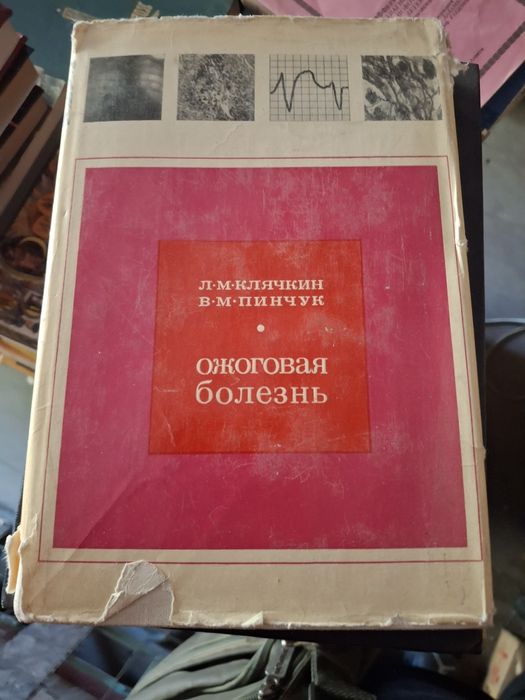 Л·М·КЛЯЧКИН
В·М·ПИНЧУК
•
ОЖОГОВАЯ
болезнь